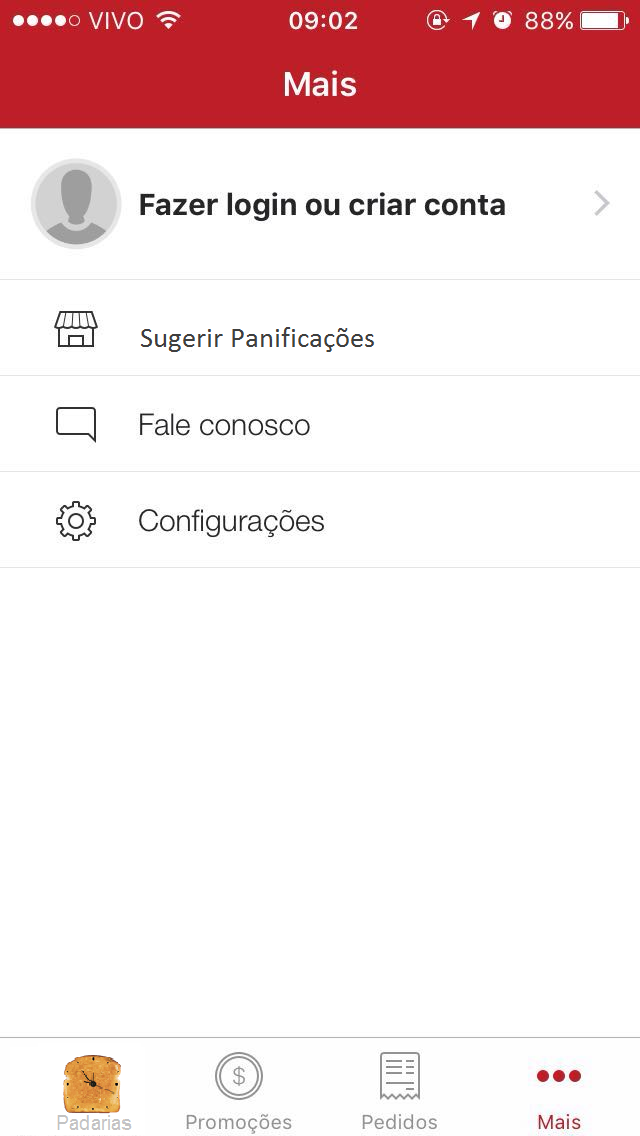 VIVO 09:02 88%
Mais
Fazer login ou criar conta
Sugerir Panificações
Fale conosco
Configurações
$
Padarias Promoções Pedidos Mais